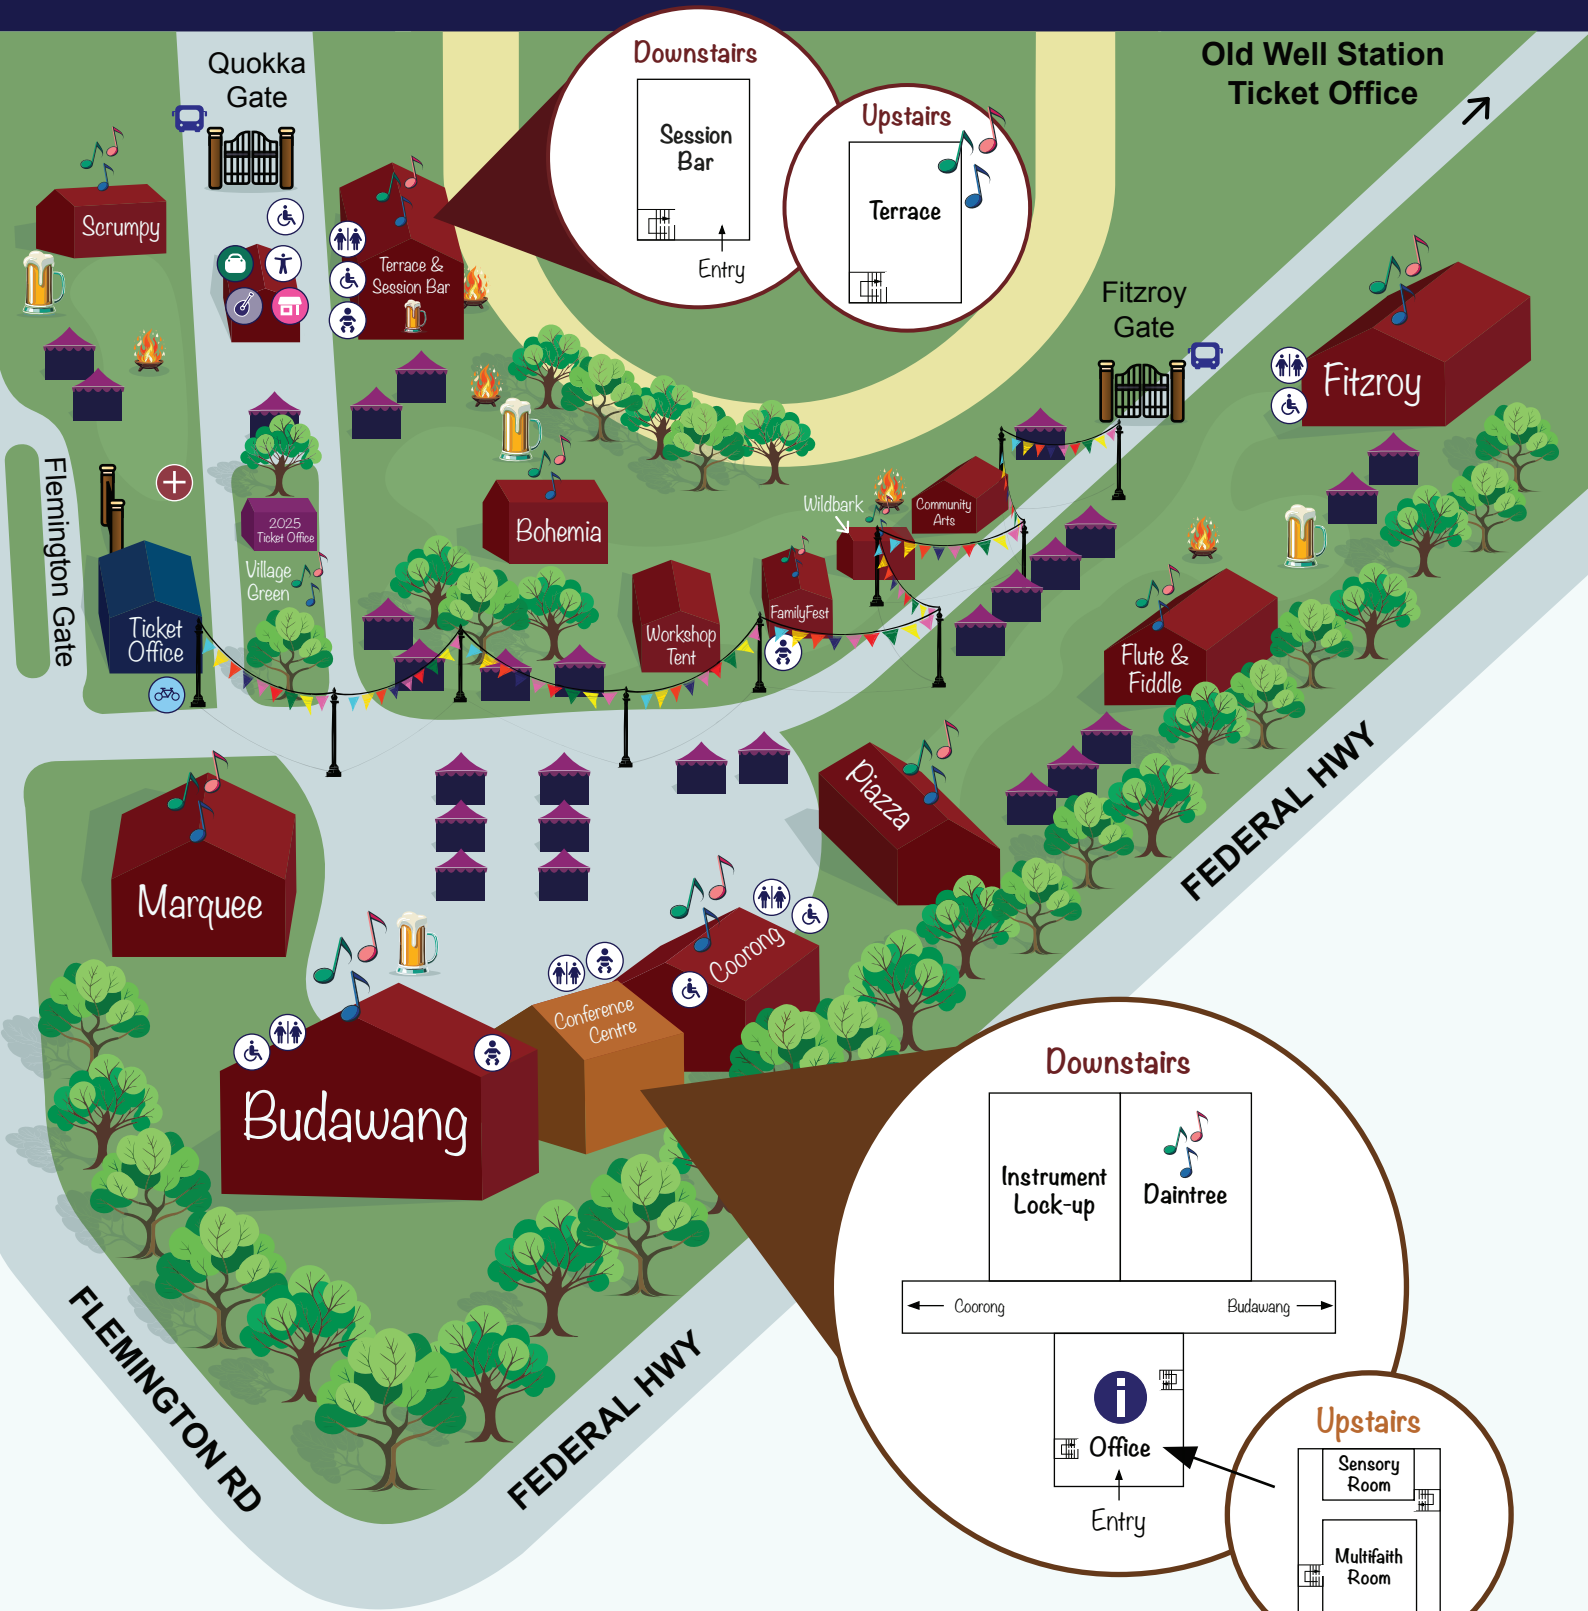 Quokka
Gate
Downstairs
Session
Bar
Entry
Upstairs
Terrace
Old Well Station
Ticket Office
Scrumpy
Terrace &
Session Bar
Fitzroy
Gate
Fitzroy
Flemington Gate
2025
Ticket Office
Village
Green
Ticket
Office
Bohemia
Workshop
Tent
FamilyFest
Wildbark
Community
Arts
Flute &
Fiddle
Piazza
FEDERAL HWY
Marquee
Coorong
Conference
Centre
Budawang
FLEMINGTON RD
FEDERAL HWY
Downstairs
Instrument
Lock-up
Daintree
Coorong
Budawang
i
Office
Entry
Upstairs
Sensory
Room
Multifaith
Room